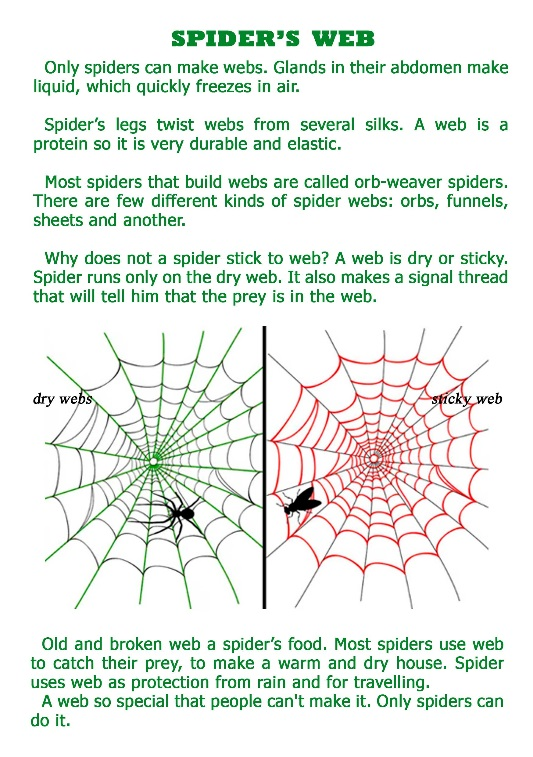 SPIDER'S WEB
Only spiders can make webs. Glands in their abdomen make
liquid, which quickly freezes in air.
Spider's legs twist webs from several silks. A web is a
protein so it is very durable and elastic.
Most spiders that build webs are called orb-weaver spiders.
There are few different kinds of spider webs: orbs, funnels,
sheets and another.
Why does not a spider stick to web? A web is dry or sticky.
Spider runs only on the dry web. It also makes a signal thread
that will tell him that the prey is in the web.
dry webs
sticky web
Old and broken web a spider's food. Most spiders use web
to catch their prey, to make a warm and dry house. Spider
uses web as protection from rain and for travelling.
A web so special that people can't make it. Only spiders can
do it.